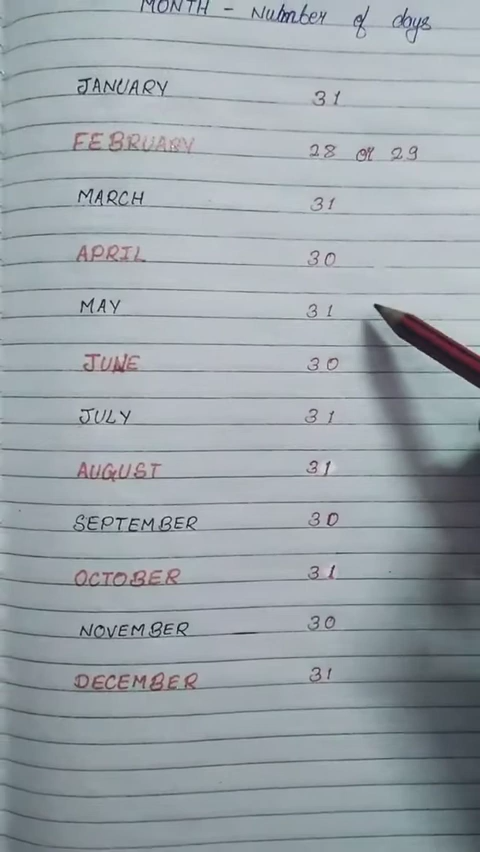 MONTH - Number of days
JANUARY 31
FEBRUARY 28 or 29
MARCH 31
APRIL 30
MAY 31
JUNE 30
JULY 31
AUGUST 31
SEPTEMBER 30
OCTOBER 31
NOVEMBER 30
DECEMBER 31